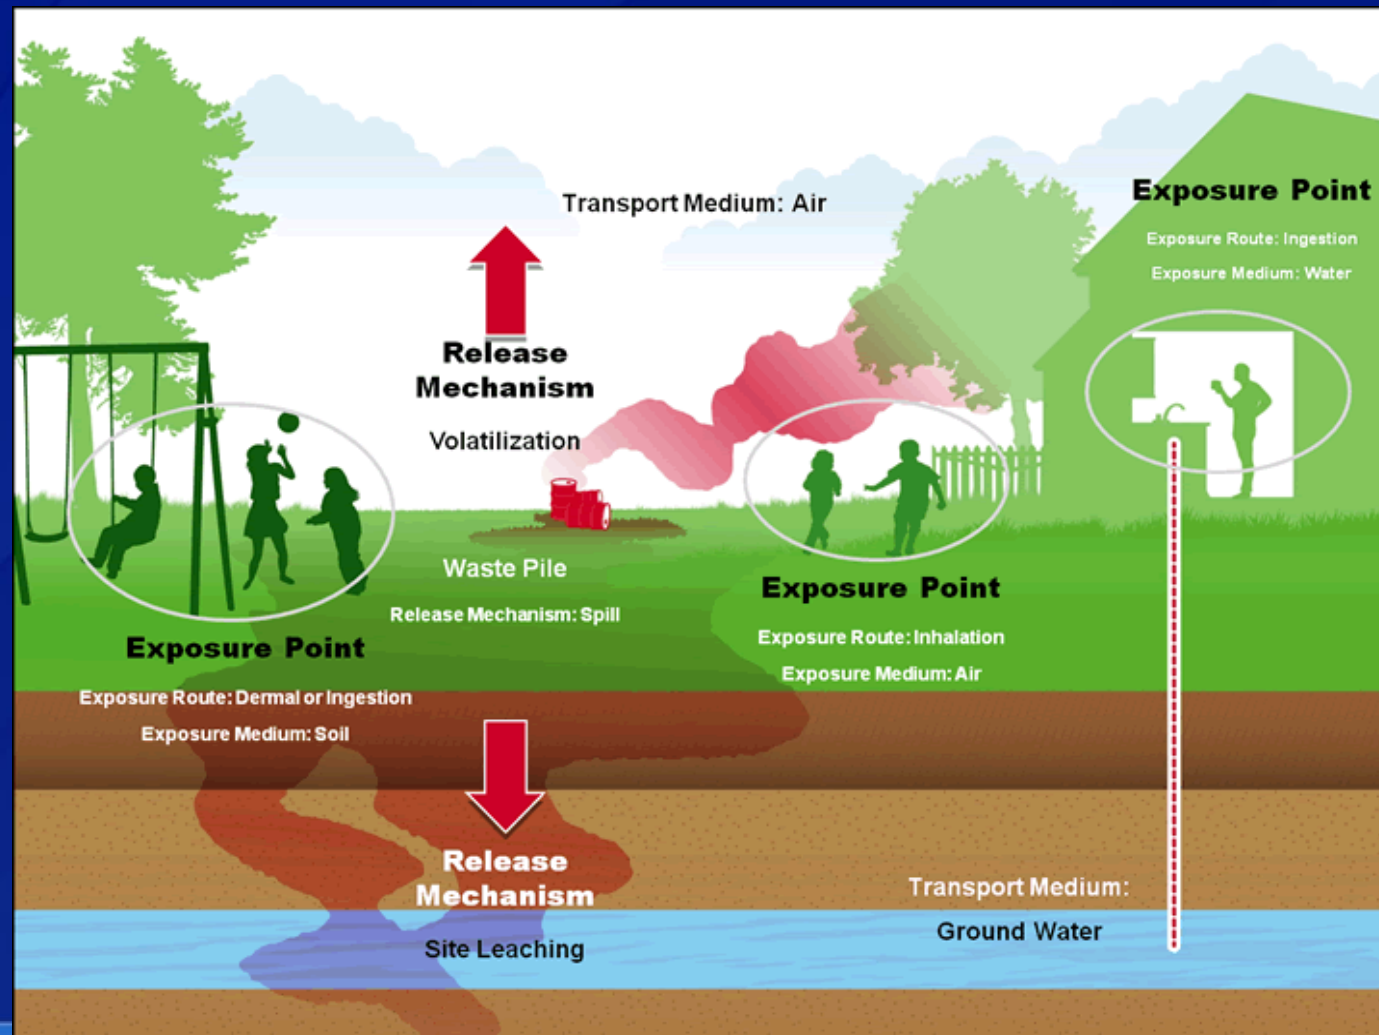 Transport Medium: Air
Exposure Point
Exposure Route: Ingestion
Exposure Medium: Water
Release
Mechanism
Volatilization
Waste Pile
Release Mechanism: Spill
Exposure Point
Exposure Route: Inhalation
Exposure Medium: Air
Exposure Point
Exposure Route: Dermal or Ingestion
Exposure Medium: Soil
Release
Mechanism
Site Leaching
Transport Medium:
Ground Water